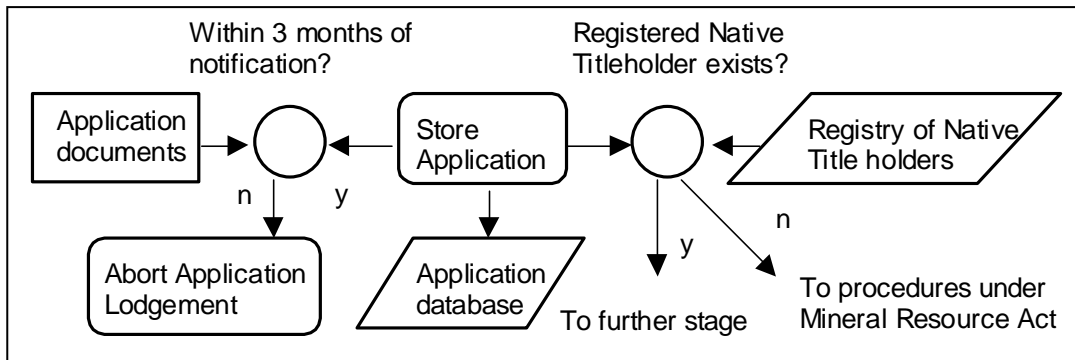 Within 3 months of
notification?
Registered Native
Titleholder exists?
Application
documents
Store
Application
Registry of Native
Title holders
n
y
y
n
Abort Application
Lodgement
Application
database
To further stage
To procedures under
Mineral Resource Act